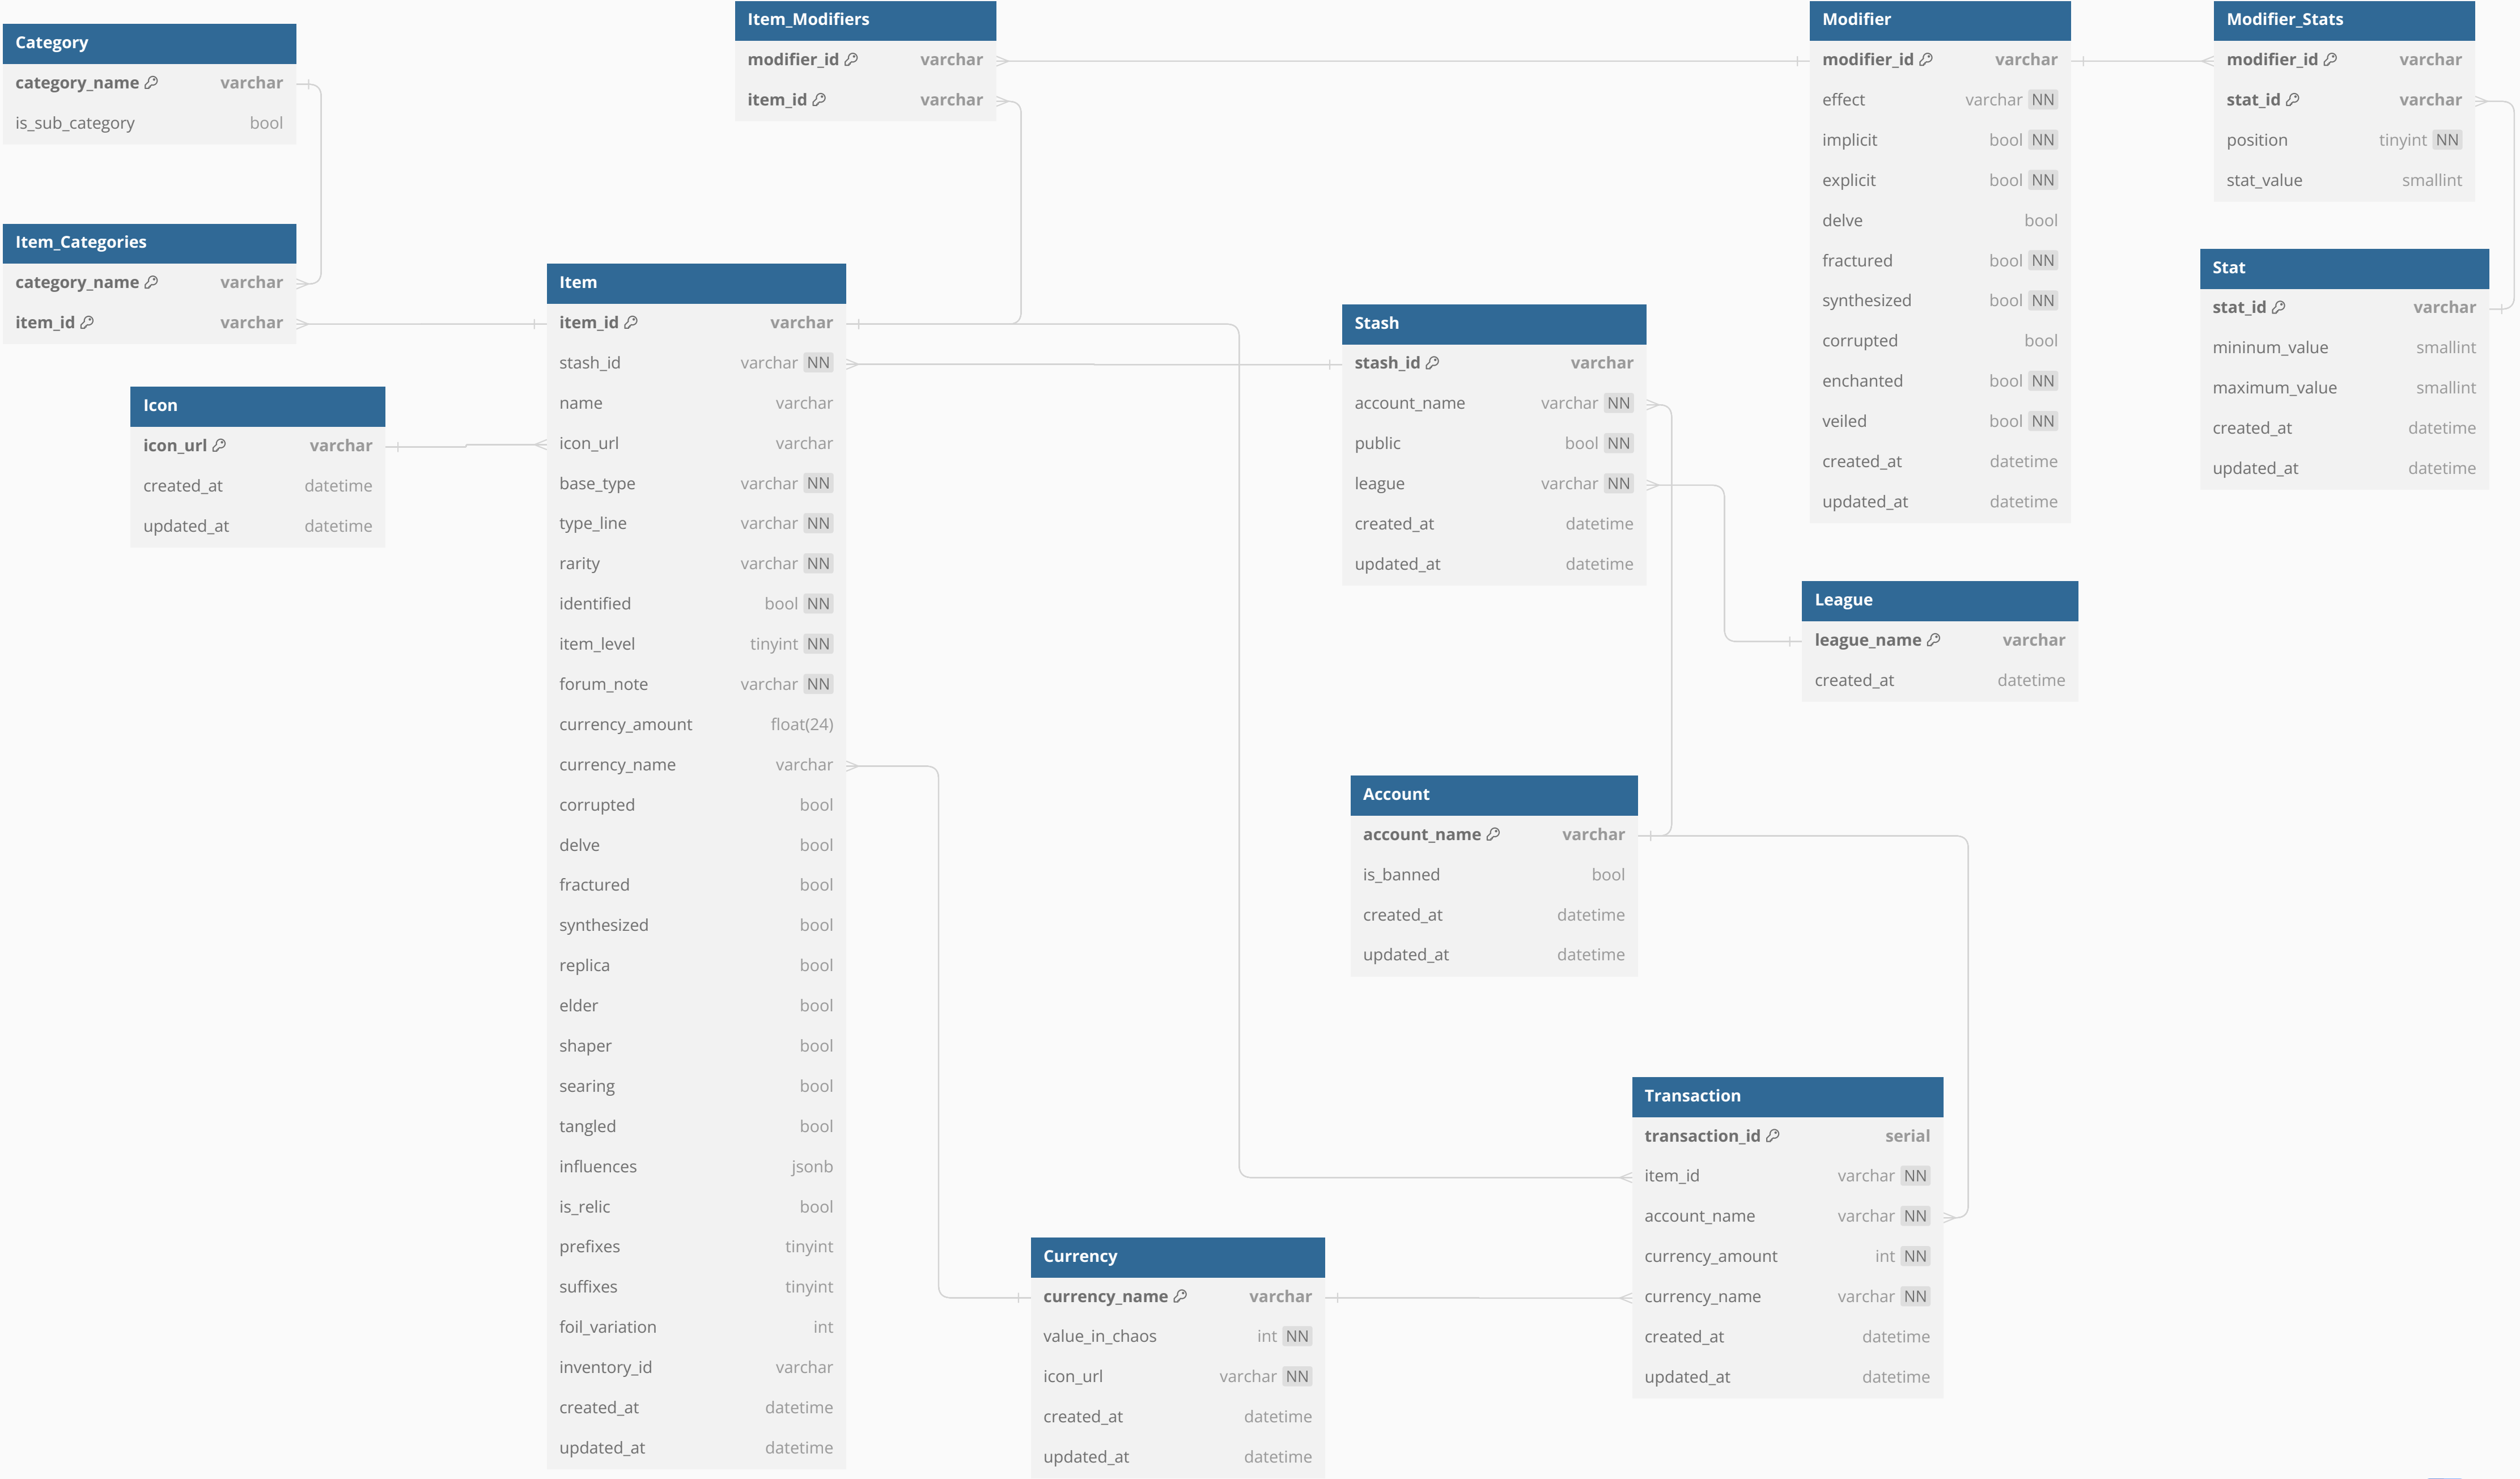 Category
category_name varchar
is_sub_category bool
Item_Categories
category_name varchar
item_id varchar
Icon
icon_url varchar
created_at datetime
updated_at datetime
Item_Modifiers
modifier_id varchar
item_id varchar
Item
item_id varchar
stash_id varchar NN
name varchar
icon_url varchar
base_type varchar NN
type_line varchar NN
rarity varchar NN
identified bool NN
item_level tinyint NN
forum_note varchar NN
currency_amount float(24)
currency_name varchar
corrupted bool
delve bool
fractured bool
synthesized bool
replica bool
elder bool
shaper bool
searing bool
tangled bool
influences jsonb
is_relic bool
prefixes tinyint
suffixes tinyint
foil_variation int
inventory_id varchar
created_at datetime
updated_at datetime
Stash
stash_id varchar
account_name varchar NN
public bool NN
league varchar NN
created_at datetime
updated_at datetime
Account
account_name varchar
is_banned bool
created_at datetime
updated_at datetime
Currency
currency_name varchar
value_in_chaos int NN
icon_url varchar NN
created_at datetime
updated_at datetime
Transaction
transaction_id serial
item_id varchar NN
account_name varchar NN
currency_amount int NN
currency_name varchar NN
created_at datetime
updated_at datetime
Modifier
modifier_id varchar
effect varchar NN
implicit bool NN
explicit bool NN
delve bool
fractured bool NN
synthesized bool NN
corrupted bool
enchanted bool NN
veiled bool NN
created_at datetime
updated_at datetime
League
league_name varchar
created_at datetime
Modifier_Stats
modifier_id varchar
stat_id varchar
position tinyint NN
stat_value smallint
Stat
stat_id varchar
mininum_value smallint
maximum_value smallint
created_at datetime
updated_at datetime